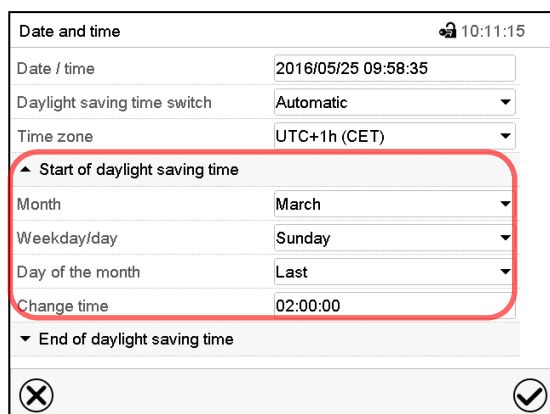 Date and time 10:11:15
Date / time 2016/05/25 09:58:35
Daylight saving time switch Automatic
Time zone UTC+1h (CET)
Start of daylight saving time
Month March
Weekday/day Sunday
Day of the month Last
Change time 02:00:00
End of daylight saving time